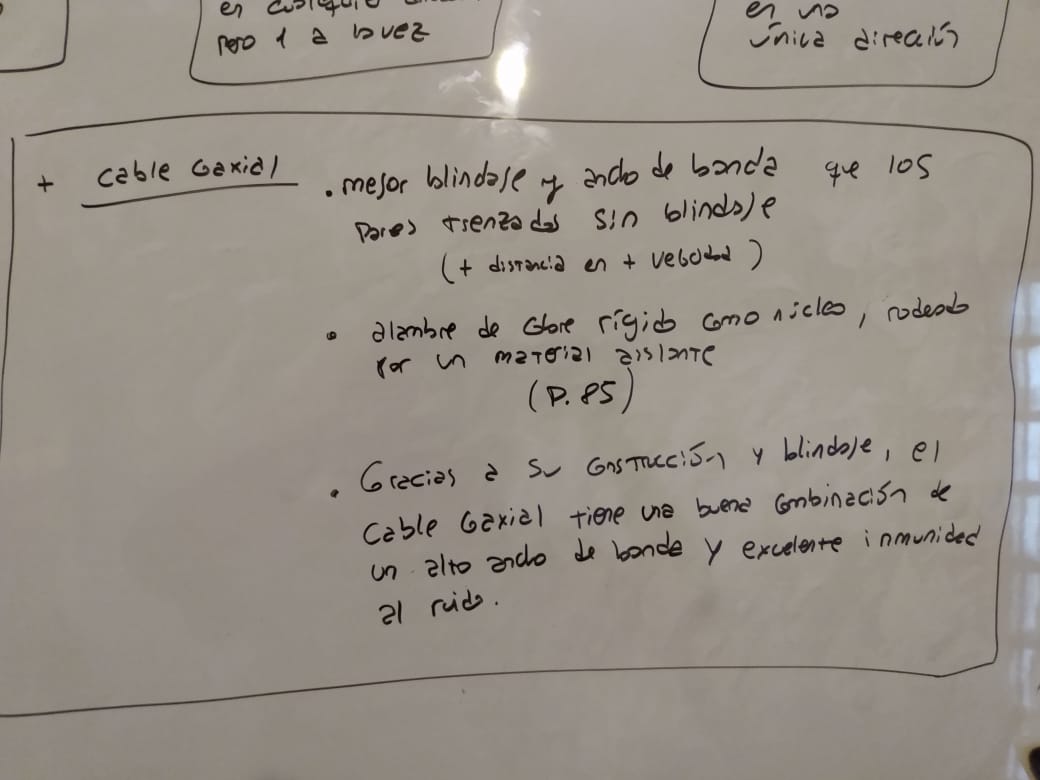 en cualquier
pero 1 a la vez
en una
única dirección
+ cable coaxial
. mejor blindaje y ancho de banda que los
pares trenzados sin blindaje
(+ distancia en + velocidad)
• alambre de cobre rígido como núcleo, rodeado
por un material aislante
(P. 85)
. Gracias a su construcción y blindaje, el
cable coaxial tiene una buena combinación de
un alto ancho de banda y excelente inmunidad
al ruido.